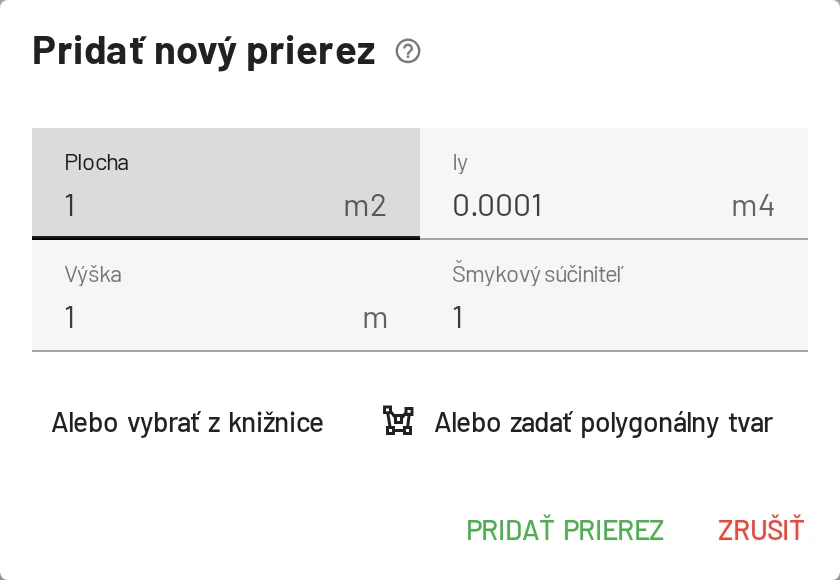 Pridať nový prierez ?
Plocha
1 m2
Iy
0.0001 m4
Výška
1 m
Šmykový súčiniteľ
1
Alebo vybrať z knižnice
Alebo zadať polygonálny tvar
PRIDAŤ PRIEREZ ZRUŠIŤ